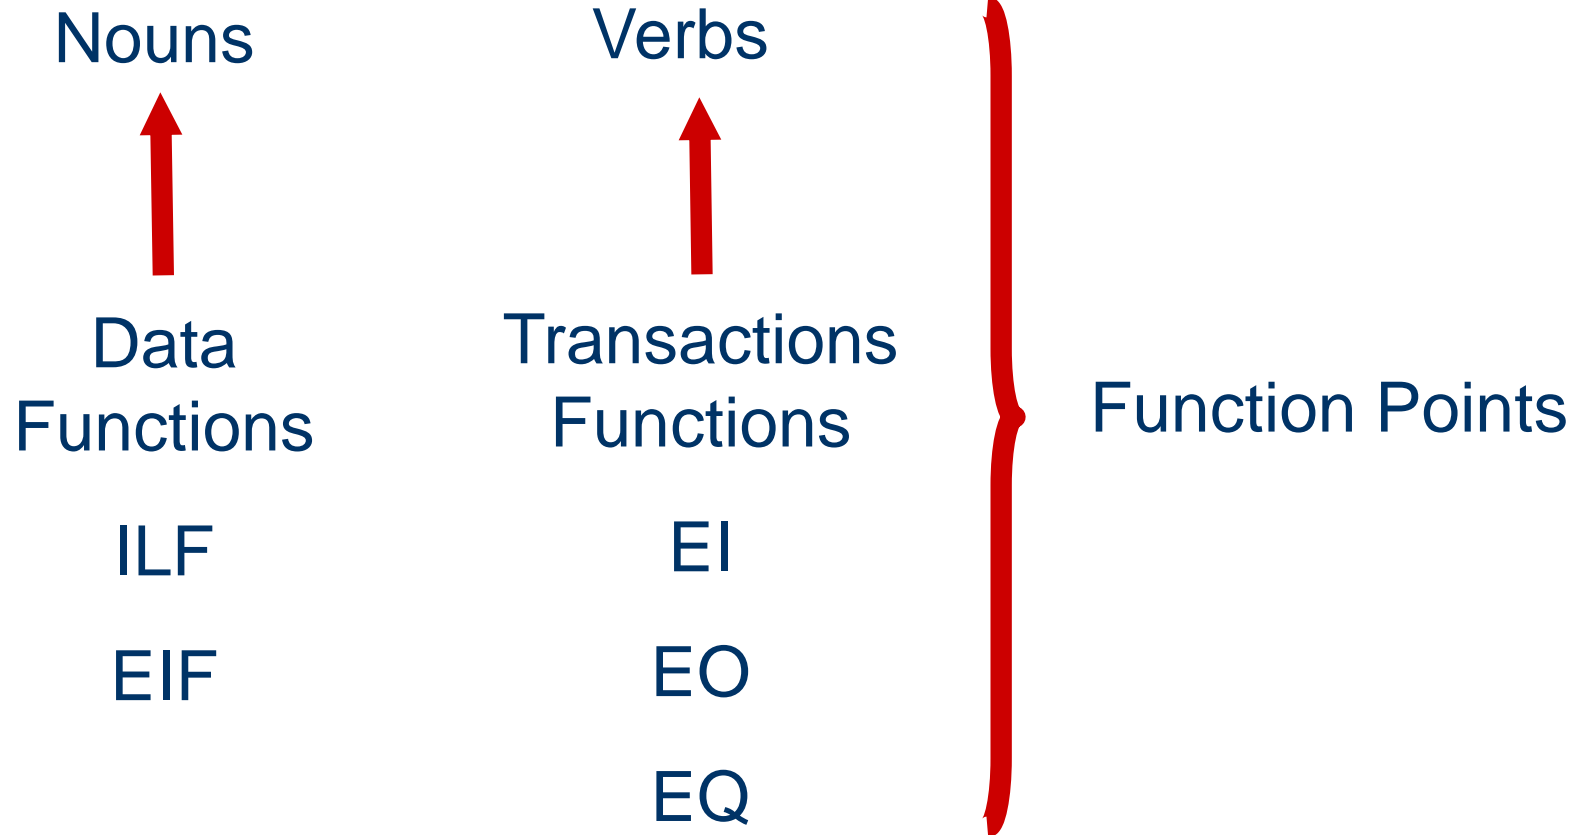 Nouns
Data
Functions
ILF
EIF
Verbs
Transactions
Functions
EI
EO
EQ
Function Points